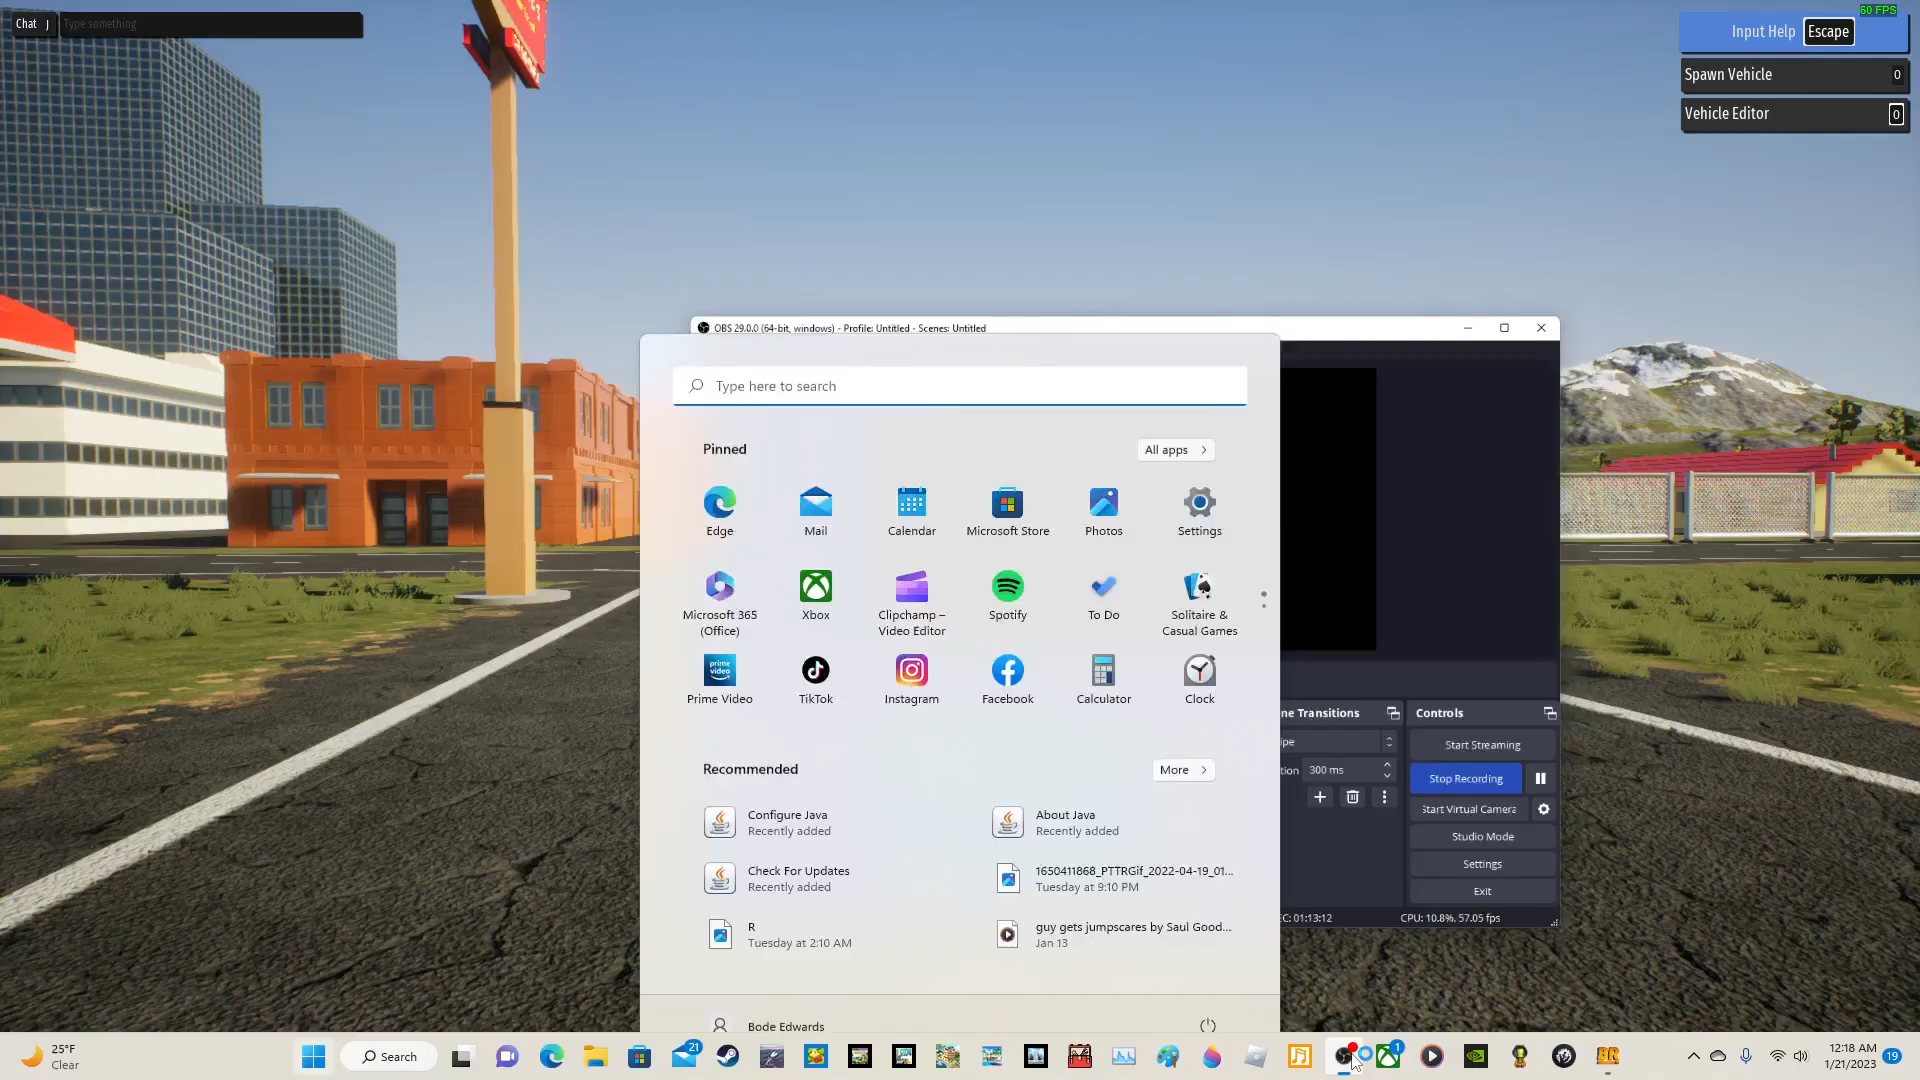 Chat J Type something
60 FPS
Input Help Escape
Spawn Vehicle 0
Vehicle Editor 0
OBS 29.0.0 (64-bit, windows) - Profile: Untitled - Scenes: Untitled
Type here to search
Pinned
All apps
Edge
Mail
Calendar
Microsoft Store
Photos
Settings
Microsoft 365
(Office)
Xbox
Clipchamp –
Video Editor
Spotify
To Do
Solitaire &
Casual Games
prime
video
Prime Video
TikTok
Instagram
Facebook
Calculator
Clock
Recommended
More
Configure Java
Recently added
About Java
Recently added
Check For Updates
Recently added
1650411868_PTTRGif_2022-04-19_01...
Tuesday at 9:10 PM
R
Tuesday at 2:10 AM
guy gets jumpscares by Saul Good...
Jan 13
Bode Edwards
ne Transitions
ipe
tion 300 ms
Controls
Start Streaming
Stop Recording
Start Virtual Camera
Studio Mode
Settings
Exit
EC: 01:13:12
CPU: 10.8%, 57.05 fps
25°F
Clear
Search
21
1
BR
12:18 AM
1/21/2023
19